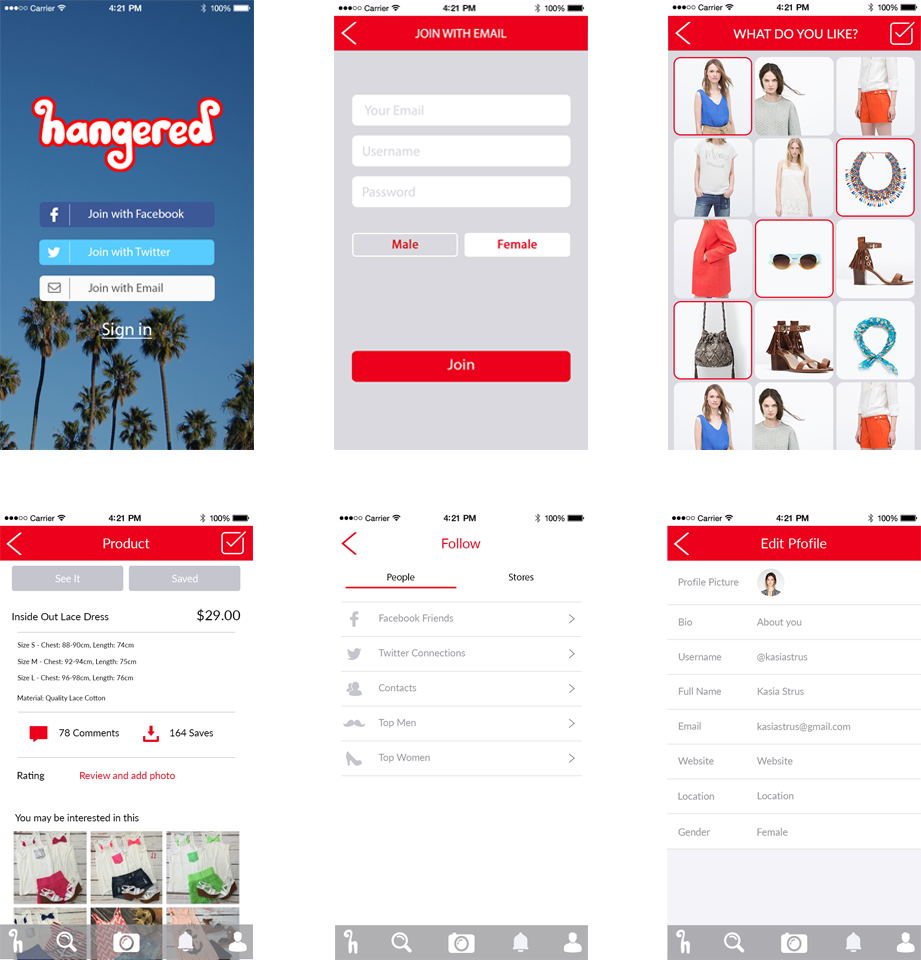 Carrier 4:21 PM 100%
hangered
Join with Facebook
Join with Twitter
Join with Email
Sign in
Carrier 4:21 PM 100%
JOIN WITH EMAIL
Your Email
Username
Password
Male Female
Join
Carrier 4:21 PM 100%
WHAT DO YOU LIKE?
Carrier 4:21 PM 100%
Product
See It Saved
Inside Out Lace Dress $29.00
Size S - Chest: 88-90cm, Length: 74cm
Size M - Chest: 92-94cm, Length: 75cm
Size L - Chest: 96-98cm, Length: 76cm
Material: Quality Lace Cotton
78 Comments 164 Saves
Rating Review and add photo
You may be interested in this
h
Carrier 4:21 PM 100%
Follow
People Stores
Facebook Friends
Twitter Connections
Contacts
Top Men
Top Women
h
Carrier 4:21 PM 100%
Edit Pfofile
Profile Picture
Bio About you
Username @kasiastrus
Full Name Kasia Strus
Email kasiastrus@gmail.com
Website Website
Location Location
Gender Female
h